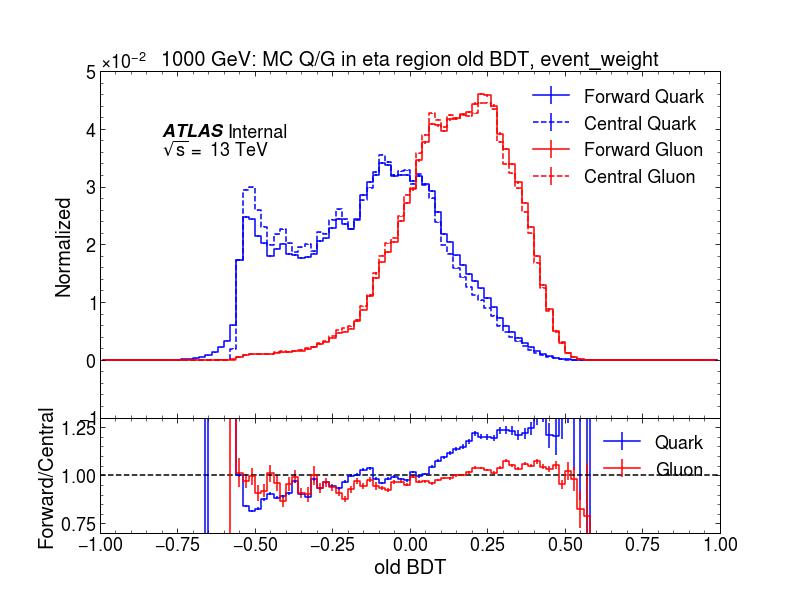 ×10⁻² 1000 GeV: MC Q/G in eta region old BDT, event_weight
5
4
3
2
1
0
−1
Normalized
ATLAS Internal
√s = 13 TeV
Forward Quark
Central Quark
Forward Gluon
Central Gluon
1.25
1.00
0.75
Forward/Central
Quark
Gluon
−1.00 −0.75 −0.50 −0.25 0.00 0.25 0.50 0.75 1.00
old BDT